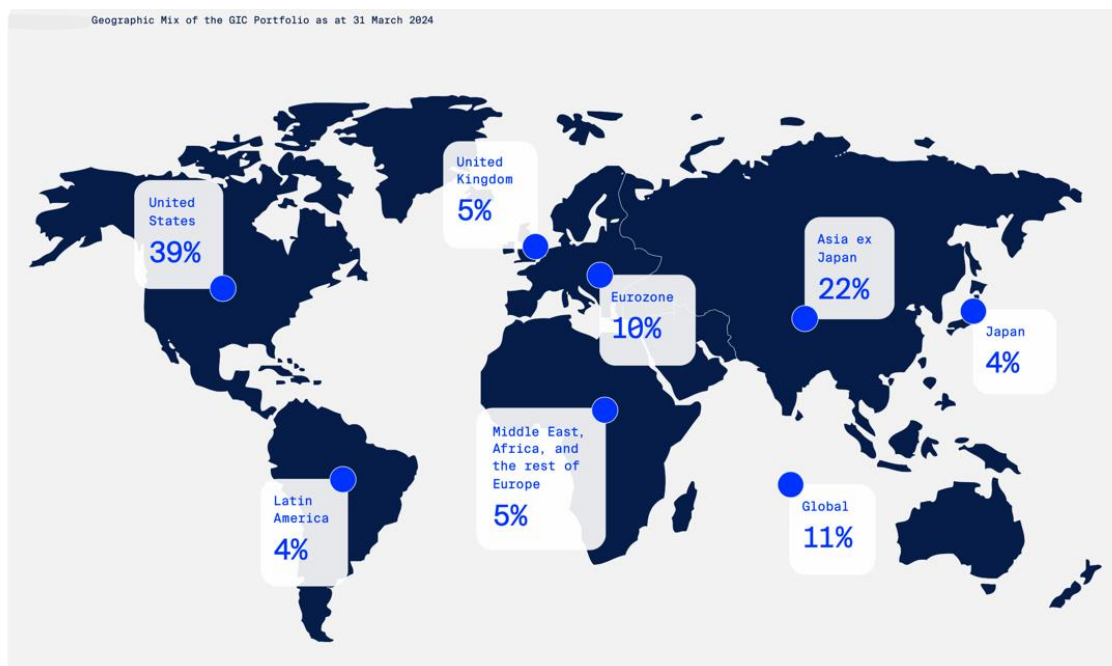 Geographic Mix of the GIC Portfolio as at 31 March 2024
United
Kingdom
5%
United
States
39%
Asia ex
Japan
22%
Eurozone
10%
Japan
4%
Middle East,
Africa, and
the rest of
Europe
5%
Latin
America
4%
Global
11%